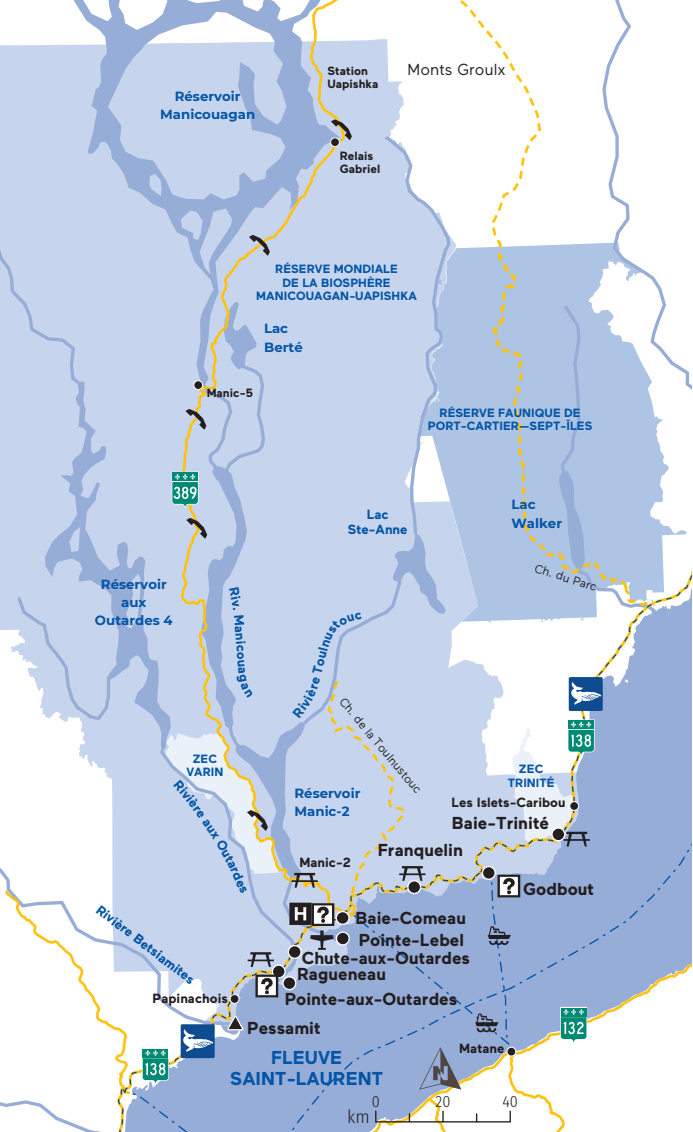 Station
Uapishka
Monts Groulx
Réservoir
Manicouagan
Relais
Gabriel
RÉSERVE MONDIALE
DE LA BIOSPHÈRE
MANICOUAGAN-UAPISHKA
Lac
Berté
Manic-5
RÉSERVE FAUNIQUE DE
PORT-CARTIER—SEPT-ÎLES
389
Lac
Walker
Lac
Ste-Anne
Ch. du Parc
Réservoir
aux
Outardes 4
Riv. Manicouagan
Rivière Toulnustouc
Ch. de la Toulnustouc
138
ZEC
VARIN
ZEC
TRINITÉ
Rivière aux Outardes
Réservoir
Manic-2
Les Islets-Caribou
Baie-Trinité
Franquelin
Manic-2
?
Godbout
H
?
Baie-Comeau
Pointe-Lebel
Rivière Betsiamites
Chute-aux-Outardes
Ragueneau
?
Pointe-aux-Outardes
Papinachois
Pessamit
132
138
FLEUVE
SAINT-LAURENT
Matane
N
km
0 20 40